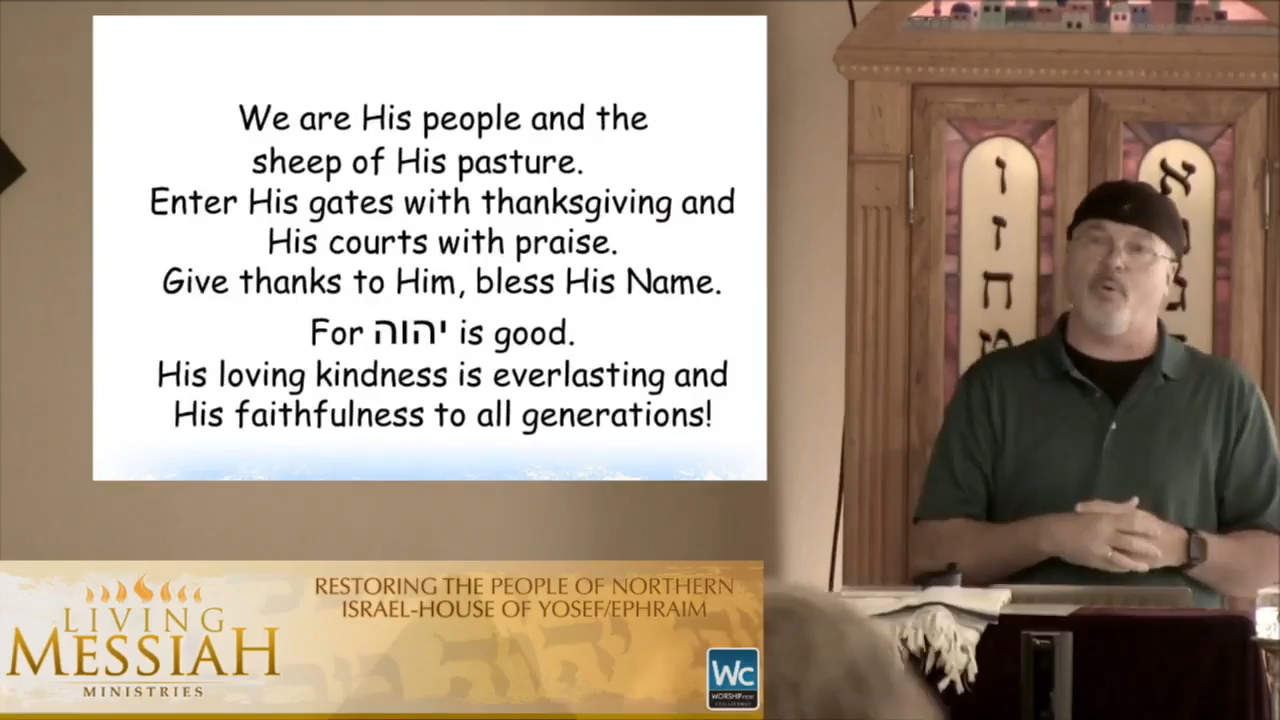 We are His people and the
sheep of His pasture.
Enter His gates with thanksgiving and
His courts with praise.
Give thanks to Him, bless His Name.
For יהוה is good.
His loving kindness is everlasting and
His faithfulness to all generations!
א
ו
ז
ח
RESTORING THE PEOPLE OF NORTHERN
ISRAEL-HOUSE OF YOSEF/EPHRAIM
LIVING
MESSIAH
MINISTRIES
Wc